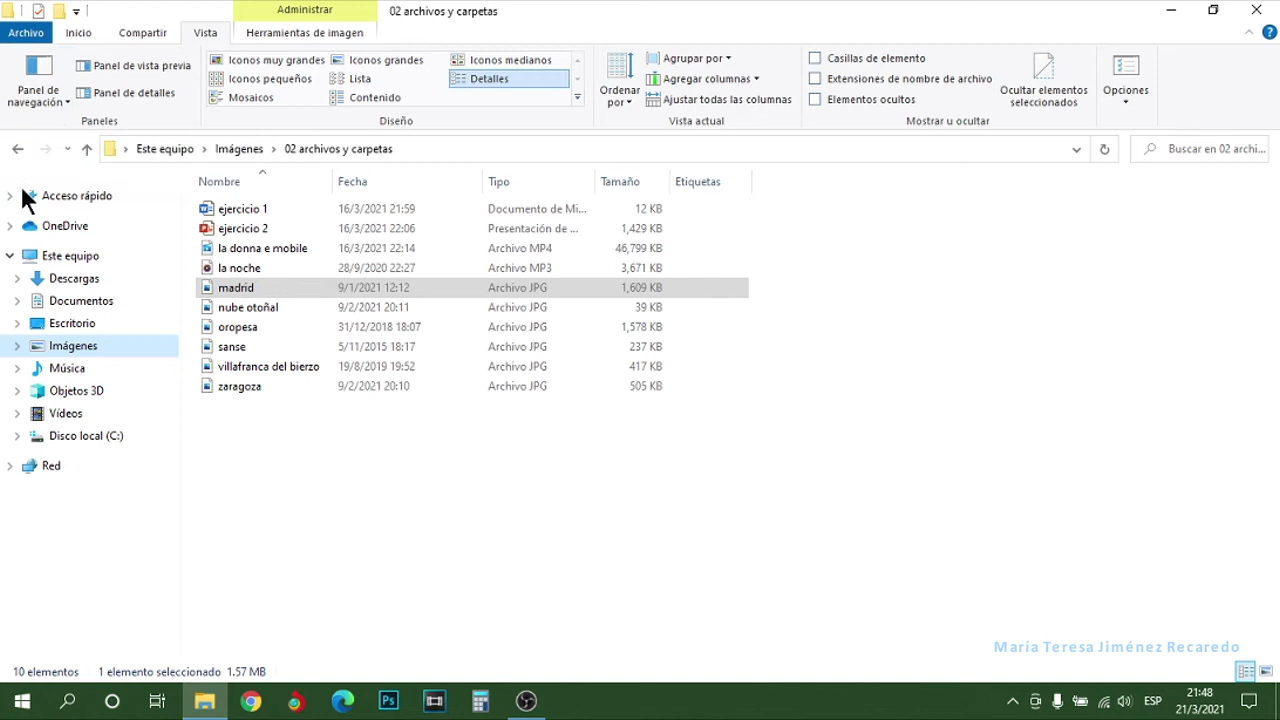 Administrar
02 archivos y carpetas
Archivo
Inicio
Compartir
Vista
Herramientas de imagen
Panel de navegación
Panel de vista previa
Panel de detalles
Paneles
Iconos muy grandes
Iconos grandes
Iconos medianos
Iconos pequeños
Lista
Detalles
Mosaicos
Contenido
Diseño
Ordenar por
Agrupar por
Agregar columnas
Ajustar todas las columnas
Vista actual
Casillas de elemento
Extensiones de nombre de archivo
Elementos ocultos
Ocultar elementos seleccionados
Mostrar u ocultar
Opciones
Este equipo > Imágenes > 02 archivos y carpetas
Buscar en 02 archi...
Acceso rápido
OneDrive
Este equipo
Descargas
Documentos
Escritorio
Imágenes
Música
Objetos 3D
Vídeos
Disco local (C:)
Red
Nombre Fecha Tipo Tamaño Etiquetas
ejercicio 1 16/3/2021 21:59 Documento de Mi... 12 KB
ejercicio 2 16/3/2021 22:06 Presentación de ... 1,429 KB
la donna e mobile 16/3/2021 22:14 Archivo MP4 46,799 KB
la noche 28/9/2020 22:27 Archivo MP3 3,671 KB
madrid 9/1/2021 12:12 Archivo JPG 1,609 KB
nube otoñal 9/2/2021 20:11 Archivo JPG 39 KB
oropesa 31/12/2018 18:07 Archivo JPG 1,578 KB
sanse 5/11/2015 18:17 Archivo JPG 237 KB
villafranca del bierzo 19/8/2019 19:52 Archivo JPG 417 KB
zaragoza 9/2/2021 20:10 Archivo JPG 505 KB
María Teresa Jiménez Recaredo
10 elementos 1 elemento seleccionado 1.57 MB
Ps
ESP
21:48
21/3/2021